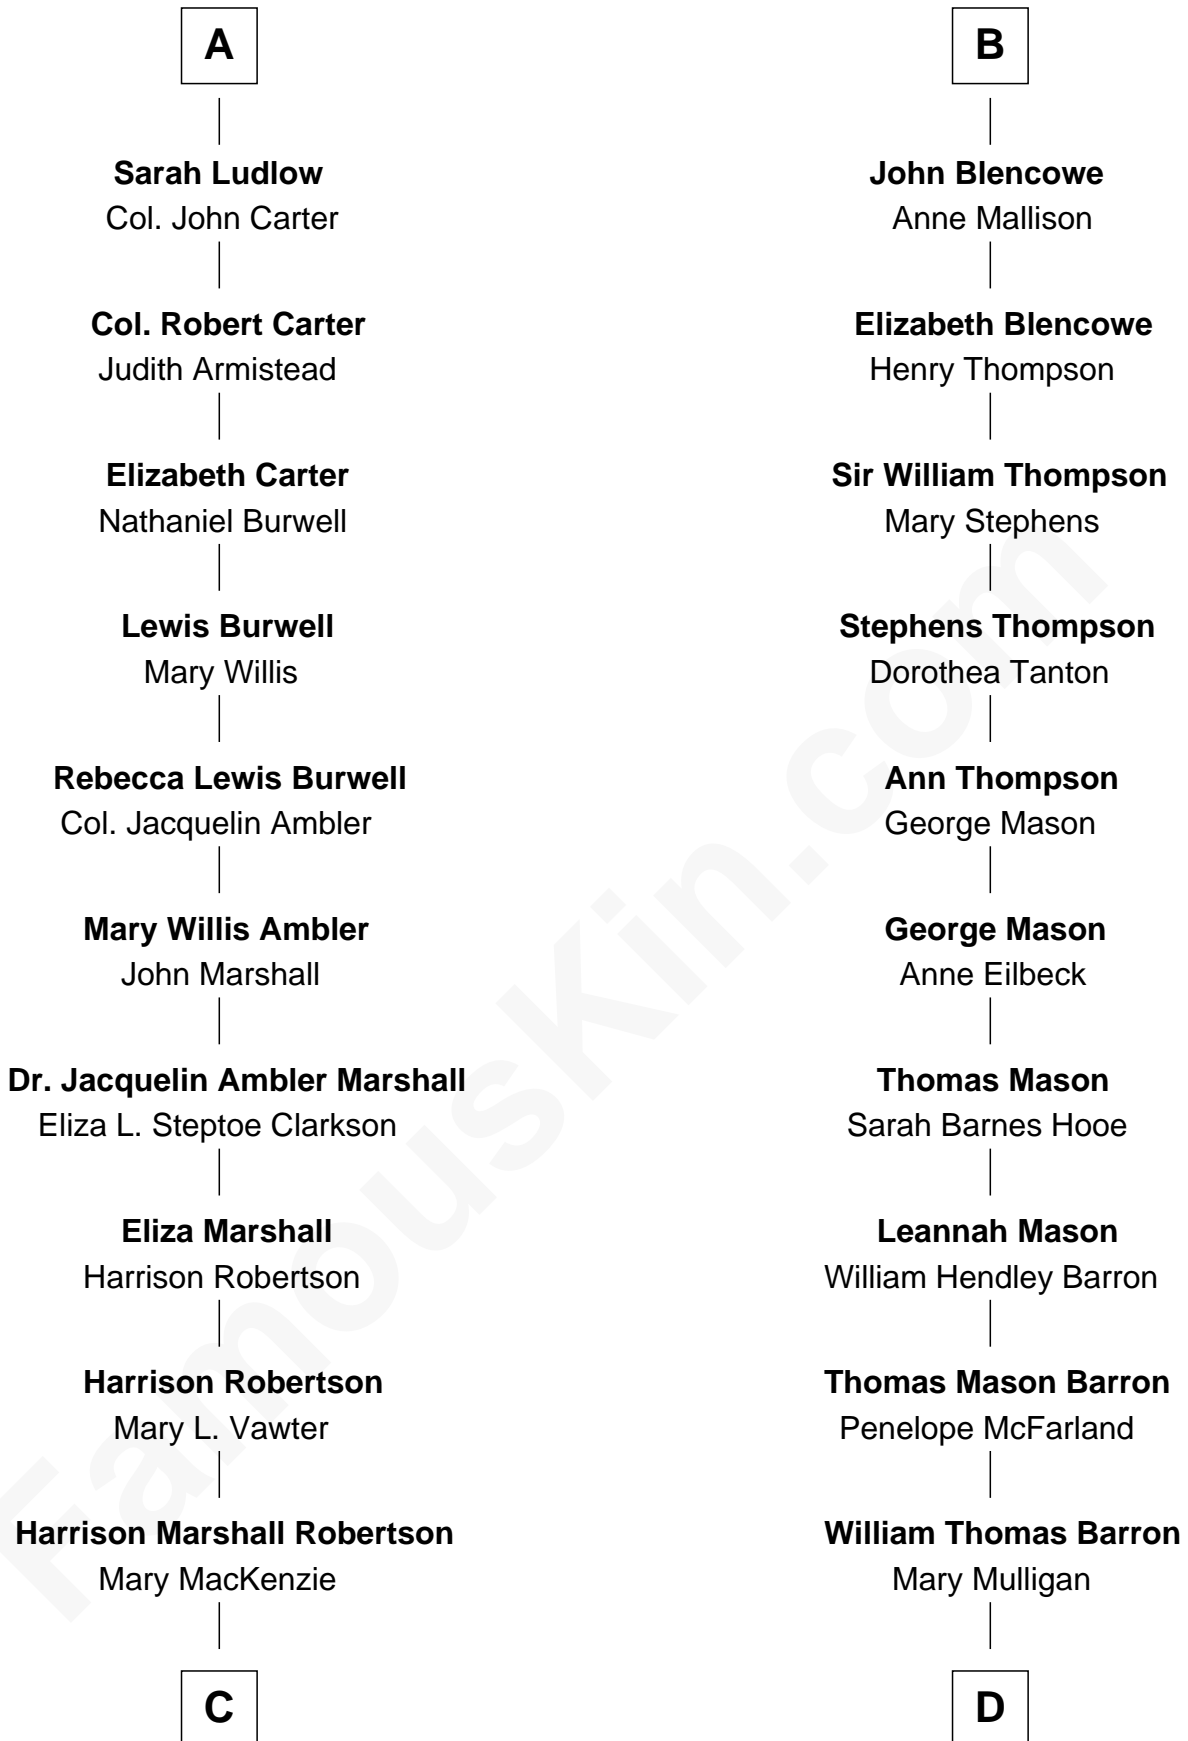 A
Sarah Ludlow
Col. John Carter
Col. Robert Carter
Judith Armistead
Elizabeth Carter
Nathaniel Burwell
Lewis Burwell
Mary Willis
Rebecca Lewis Burwell
Col. Jacquelin Ambler
Mary Willis Ambler
John Marshall
Dr. Jacquelin Ambler Marshall
Eliza L. Steptoe Clarkson
Eliza Marshall
Harrison Robertson
Harrison Robertson
Mary L. Vawter
Harrison Marshall Robertson
Mary MacKenzie
C
B
John Blencowe
Anne Mallison
Elizabeth Blencowe
Henry Thompson
Sir William Thompson
Mary Stephens
Stephens Thompson
Dorothea Tanton
Ann Thompson
George Mason
George Mason
Anne Eilbeck
Thomas Mason
Sarah Barnes Hooe
Leannah Mason
William Hendley Barron
Thomas Mason Barron
Penelope McFarland
William Thomas Barron
Mary Mulligan
D
FamousKin.com